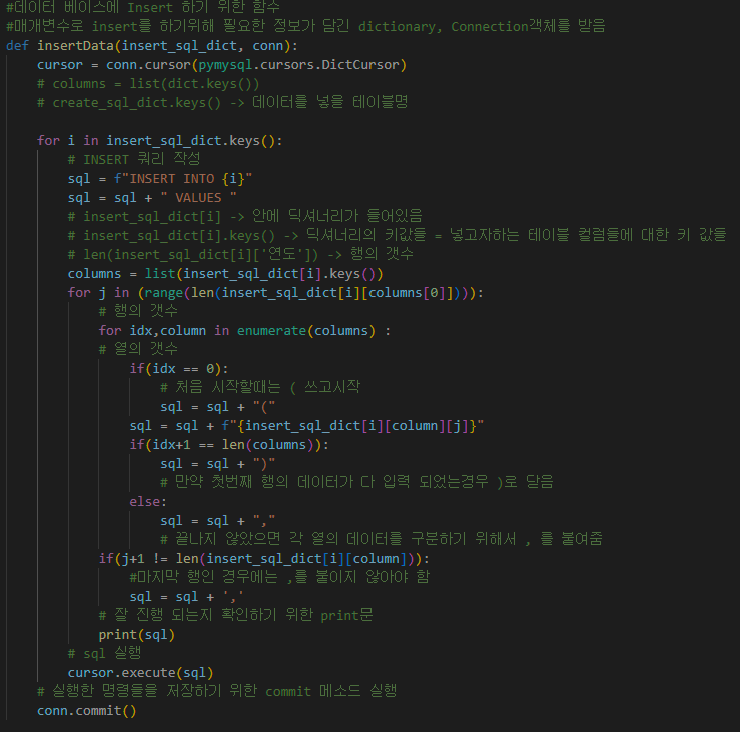 #데이터 베이스에 Insert 하기 위한 함수
#매개변수로 insert를 하기위해 필요한 정보가 담긴 dictionary, Connection객체를 받음
def insertData(insert_sql_dict, conn):
    cursor = conn.cursor(pymysql.cursors.DictCursor)
    # columns = list(dict.keys())
    # create_sql_dict.keys() -> 데이터를 넣을 테이블명
    for i in insert_sql_dict.keys():
        # INSERT 쿼리 작성
        sql = f"INSERT INTO {i}"
        sql = sql + " VALUES "
        # insert_sql_dict[i] -> 안에 딕셔너리가 들어있음
        # insert_sql_dict[i].keys() -> 딕셔너리의 키값들 = 넣고자하는 테이블 컬럼들에 대한 키 값들
        # len(insert_sql_dict[i]['연도']) -> 행의 갯수
        columns = list(insert_sql_dict[i].keys())
        for j in (range(len(insert_sql_dict[i][columns[0]]))):
            # 행의 갯수
            for idx,column in enumerate(columns) :
            # 열의 갯수
                if(idx == 0):
                    # 처음 시작할때는 ( 쓰고시작
                    sql = sql + "("
                sql = sql + f"{insert_sql_dict[i][column][j]}"
                if(idx+1 == len(columns)):
                    sql = sql + ")"
                    # 만약 첫번째 행의 데이터가 다 입력 되었는경우 )로 닫음
                else:
                    sql = sql + ","
                    # 끝나지 않았으면 각 열의 데이터를 구분하기 위해서 , 를 붙여줌
            if(j+1 != len(insert_sql_dict[i][column])):
                #마지막 행인 경우에는 ,를 붙이지 않아야 함
                sql = sql + ','
            # 잘 진행 되는지 확인하기 위한 print문
            print(sql)
        # sql 실행
        cursor.execute(sql)
    # 실행한 명령들을 저장하기 위한 commit 메소드 실행
    conn.commit()